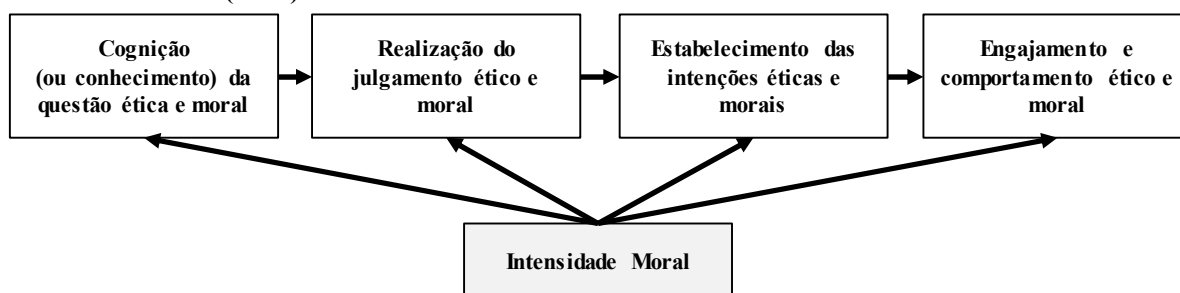 Cognição
(ou conhecimento) da
questão ética e moral
Realização do
julgamento ético e
moral
Estabelecimento das
intenções éticas e
morais
Engajamento e
comportamento ético e
moral
Intensidade Moral